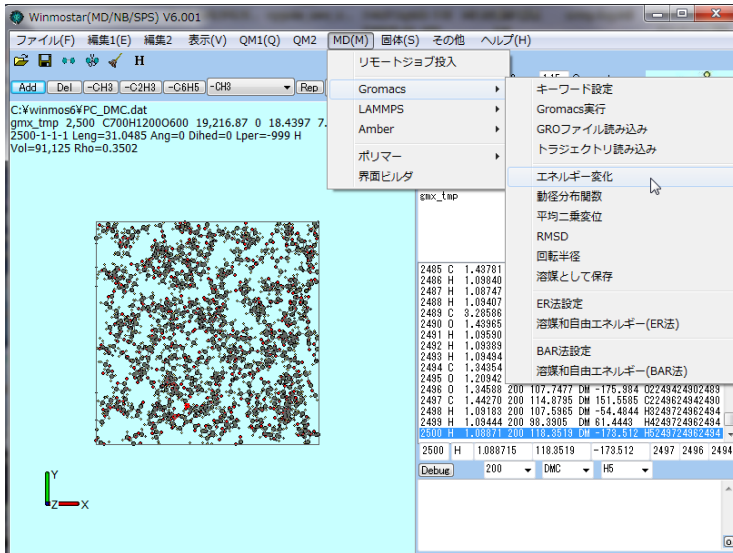 Winmostar(MD/NB/SPS) V6.001
ファイル(F) 編集1(E) 編集2 表示(V) QM1(Q) QM2 MD(M) 固体(S) その他 ヘルプ(H)
H
Add Del -CH3 -C2H3 -C6H5 -CH3 Rep
C:¥winmos6¥PC_DMC.dat
gmx_tmp 2,500 C700H1200O600 19,216.87 0 18.4397 7.
2500-1-1-1 Leng=31.0485 Ang=0 Dihed=0 Lper=-999 H
Vol=91,125 Rho=0.3502
リモートジョブ投入
Gromacs
LAMMPS
Amber
ポリマー
界面ビルダ
キーワード設定
Gromacs実行
GROファイル読み込み
トラジェクトリ読み込み
エネルギー変化
動径分布関数
平均二乗変位
RMSD
回転半径
溶媒として保存
ER法設定
溶媒和自由エネルギー(ER法)
BAR法設定
溶媒和自由エネルギー(BAR法)
gmx_tmp
2485 C 1.43781
2486 H 1.09840
2487 H 1.08747
2488 H 1.09407
2489 C 3.28586
2490 O 1.43965
2491 H 1.09590
2492 H 1.09389
2493 H 1.09494
2494 C 1.34354
2495 O 1.20942
2496 O 1.34588 200 107.7477 DM -175.984 O2249424902489
2497 C 1.44270 200 114.8795 DM 151.5585 C2249624942490
2498 H 1.09183 200 107.5965 DM -54.4844 H3249724962494
2499 H 1.09444 200 98.3905 DM 61.4443 H4249724962494
2500 H 1.08871 200 118.3519 DM -173.512 H5249724962494
2500 H 1.088715 118.3519 -173.512 2497 2496 2494
Debug 200 DMC H5
Y
Z X